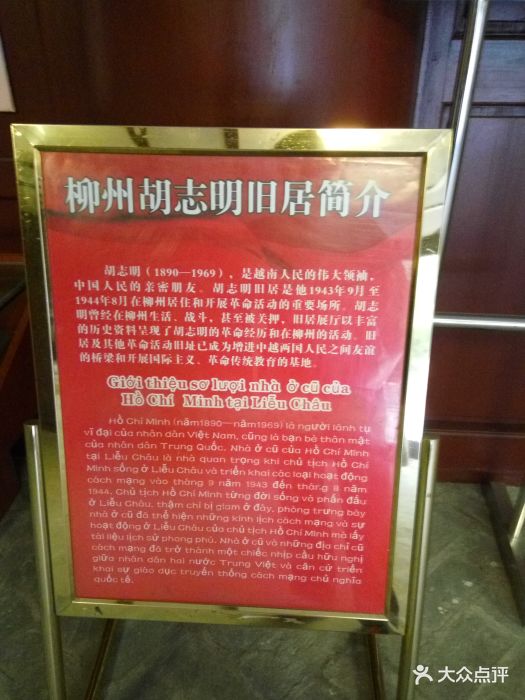 柳州胡志明旧居简介
胡志明（1890—1969），是越南人民的伟大领袖，
中国人民的亲密朋友。胡志明旧居是他1943年9月至
1944年8月在柳州居住和开展革命活动的重要场所。胡志
明曾经在柳州生活、战斗，甚至被关押，旧居展厅以丰富
的历史资料呈现了胡志明的革命经历和在柳州的活动。旧
居及其他革命活动旧址已成为增进中越两国人民之间友谊
的桥梁和开展国际主义、革命传统教育的基地。
Giới thiệu sơ lượi nhà ở cũ của
Hồ Chí Minh tại Liễu Châu
Hồ Chí Minh (năm1890—năm1969) là người lãnh tụ
vĩ đại của nhân dân Việt Nam, cũng là bạn bè thân mật
của nhân dân Trung Quốc. Nhà ở cũ của Hồ Chí Minh
tại Liễu Châu là nhà quan trọng khi chủ tịch Hồ Chí
Minh sống ở Liễu Châu và triển khai các loại hoạt động
cách mạng vào tháng 9 năm 1943 đến tháng 8 năm
1944. Chủ tịch Hồ Chí Minh từng đời sống và phấn đấu
ở Liễu Châu, thậm chí bị giam ở đây, phòng trưng bày
nhà ở cũ đã thể hiện những kinh lịch cách mạng và sự
hoạt động ở Liễu Châu của chủ tịch Hồ Chí Minh mà lấy
tài liệu lịch sử phong phú. Nhà ở cũ và những địa chỉ cũ
cách mạng đã trở thành một chiếc nhịp cầu hữu nghị
giữa nhân dân hai nước Trung Việt và căn cứ triển
khai sự giáo dục truyền thống cách mạng chủ nghĩa
quốc tế.
大众点评